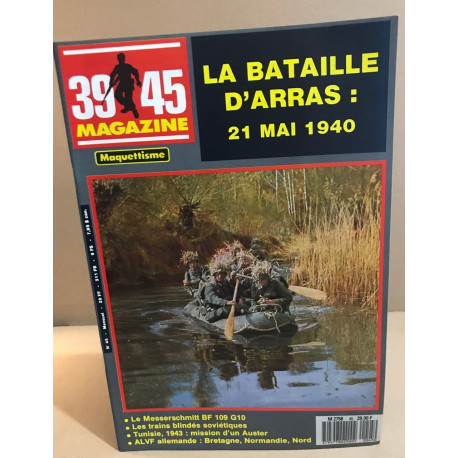 39 45
MAGAZINE
Maquettisme
LA BATAILLE
D'ARRAS :
21 MAI 1940
• Le Messerschmitt BF 109 G10
• Les trains blindés soviétiques
• Tunisie, 1943 : mission d'un Auster
• ALVF allemande : Bretagne, Normandie, Nord